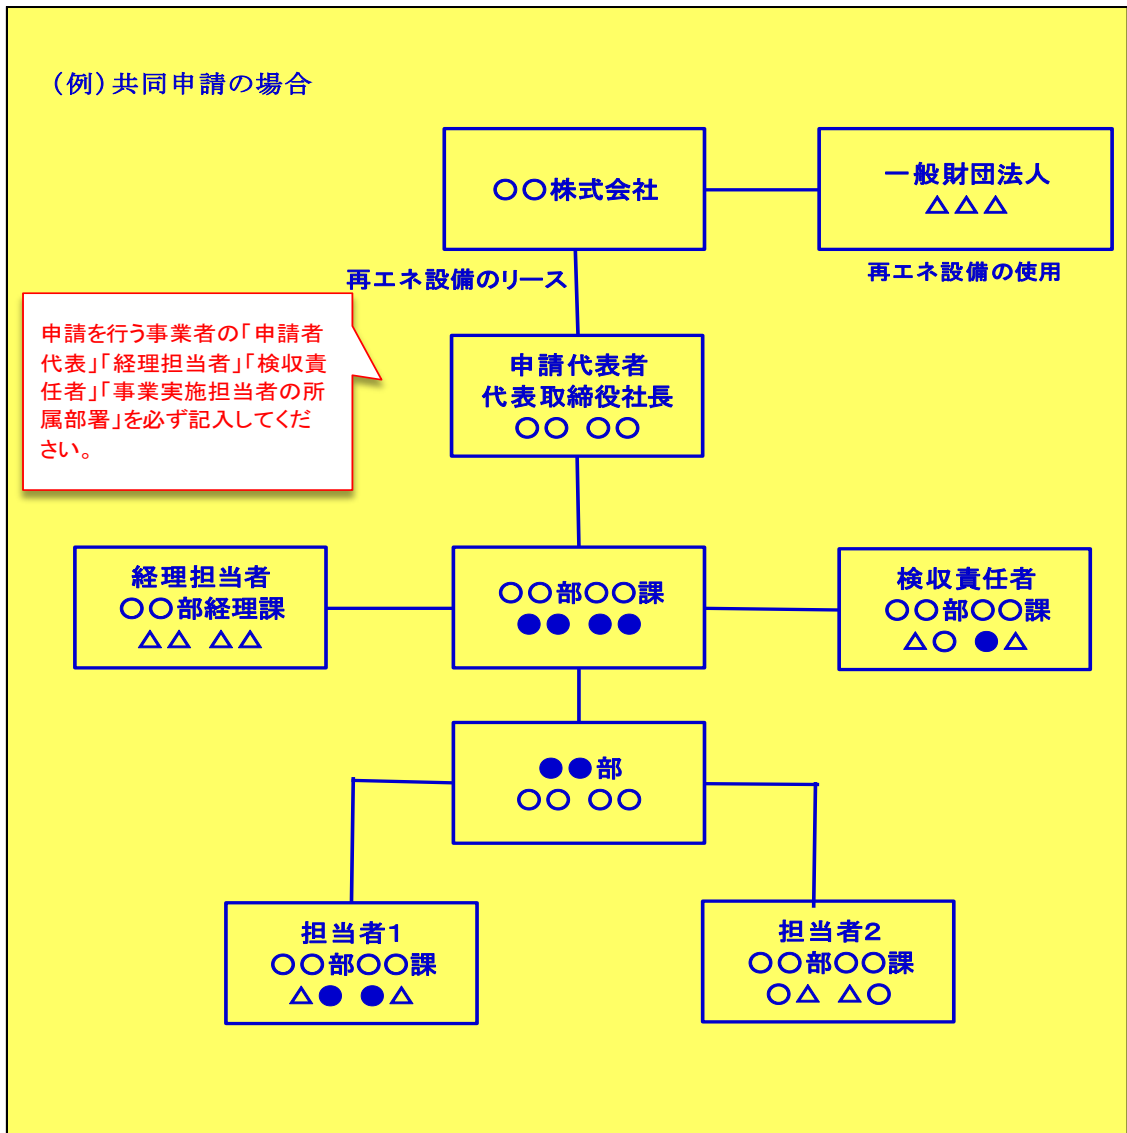 （例）共同申請の場合
○○株式会社
一般財団法人
△△△
再エネ設備のリース
再エネ設備の使用
申請を行う事業者の「申請者
代表」「経理担当者」「検収責
任者」「事業実施担当者の所
属部署」を必ず記入してくだ
さい。
申請代表者
代表取締役社長
○○ ○○
経理担当者
○○部経理課
△△ △△
○○部○○課
●● ●●
検収責任者
○○部○○課
△○ ●△
●●部
○○ ○○
担当者１
○○部○○課
△● ●△
担当者２
○○部○○課
○△ △○